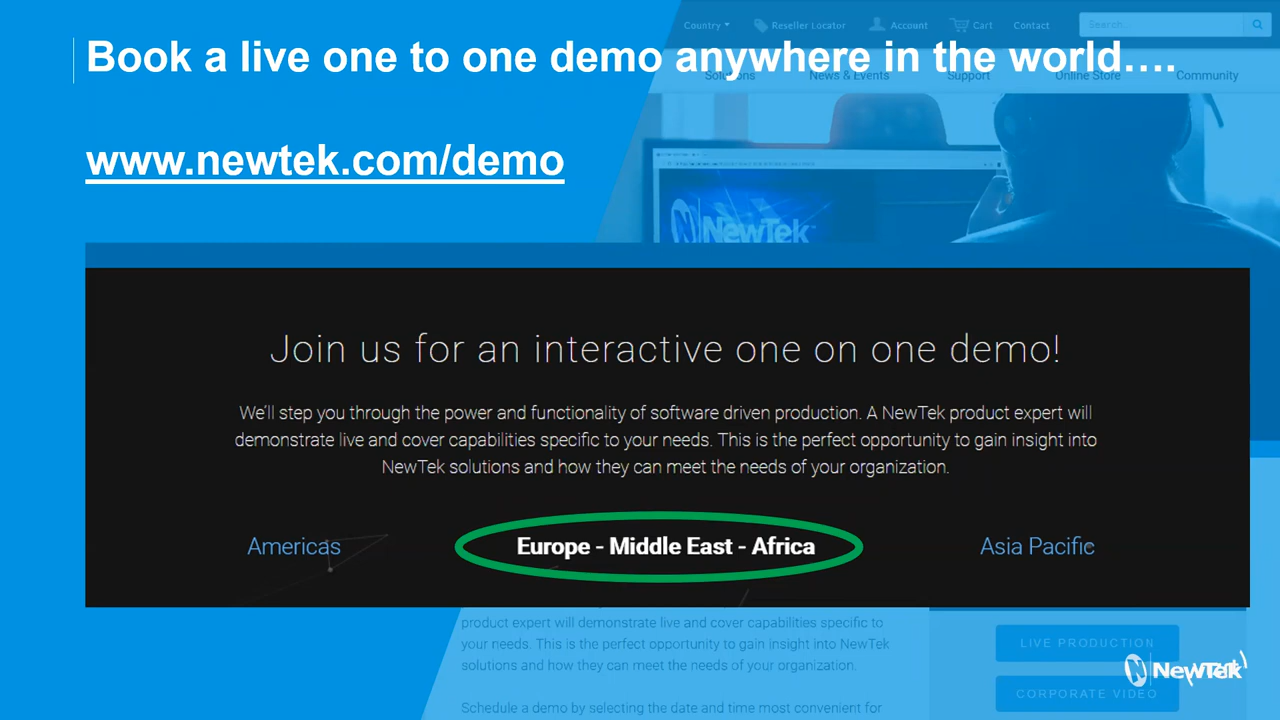 Country
Reseller Locator
Account
Cart
Contact
Search...
Book a live one to one demo anywhere in the world….
Solutions
News & Events
Support
Online Store
Community
www.newtek.com/demo
NewTek
Join us for an interactive one on one demo!
We'll step you through the power and functionality of software driven production. A NewTek product expert will
demonstrate live and cover capabilities specific to your needs. This is the perfect opportunity to gain insight into
NewTek solutions and how they can meet the needs of your organization.
Americas
Europe - Middle East - Africa
Asia Pacific
product expert will demonstrate live and cover capabilities specific to
your needs. This is the perfect opportunity to gain insight into NewTek
solutions and how they can meet the needs of your organization.
LIVE PRODUCTION
NewTek
CORPORATE VIDEO
Schedule a demo by selecting the date and time most convenient for